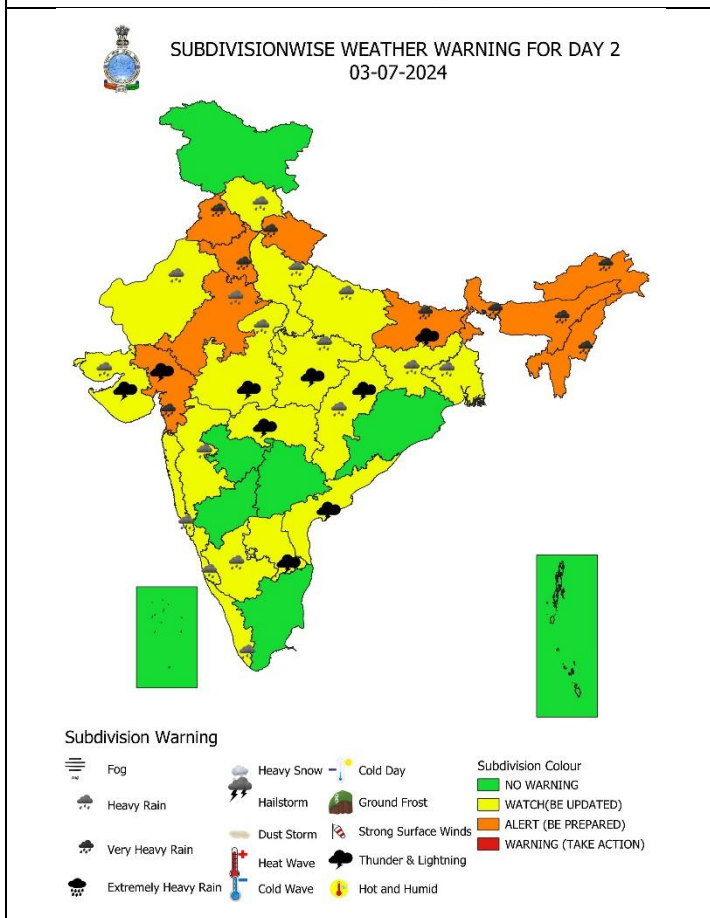 SUBDIVISIONWISE WEATHER WARNING FOR DAY 2
03-07-2024
Subdivision Warning
Fog
Heavy Rain
Very Heavy Rain
Extremely Heavy Rain
Heavy Snow
Hailstorm
Dust Storm
Heat Wave
Cold Wave
Cold Day
Ground Frost
Strong Surface Winds
Thunder & Lightning
Hot and Humid
Subdivision Colour
NO WARNING
WATCH(BE UPDATED)
ALERT (BE PREPARED)
WARNING (TAKE ACTION)